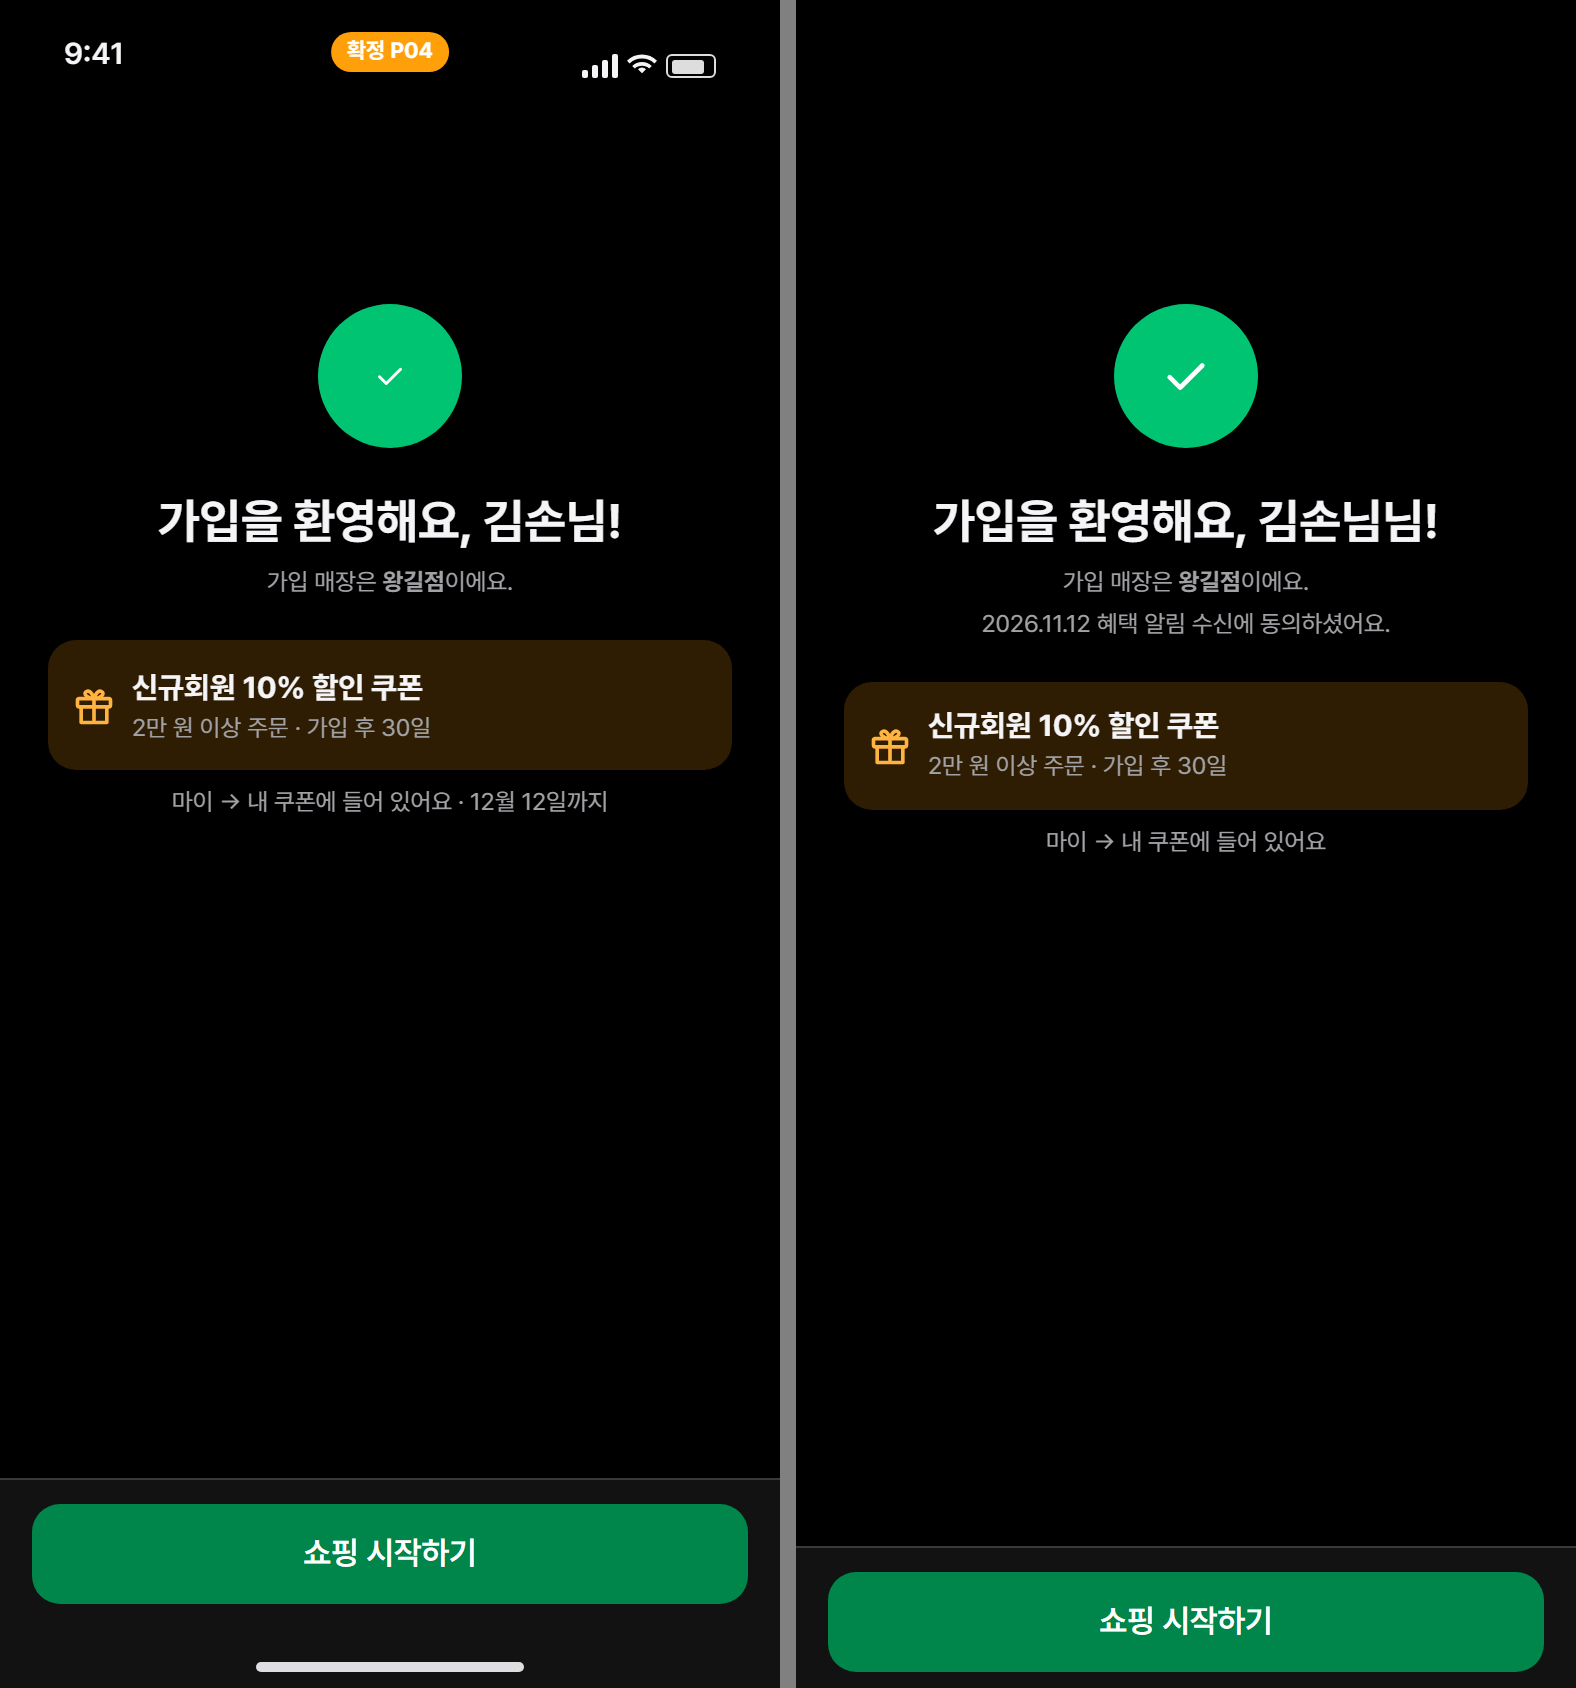 9:41
확정 P04
가입을 환영해요, 김손님!
가입 매장은 왕길점이에요.
신규회원 10% 할인 쿠폰
2만 원 이상 주문 · 가입 후 30일
마이 → 내 쿠폰에 들어 있어요 · 12월 12일까지
쇼핑 시작하기
가입을 환영해요, 김손님님!
가입 매장은 왕길점이에요.
2026.11.12 혜택 알림 수신에 동의하셨어요.
신규회원 10% 할인 쿠폰
2만 원 이상 주문 · 가입 후 30일
마이 → 내 쿠폰에 들어 있어요
쇼핑 시작하기